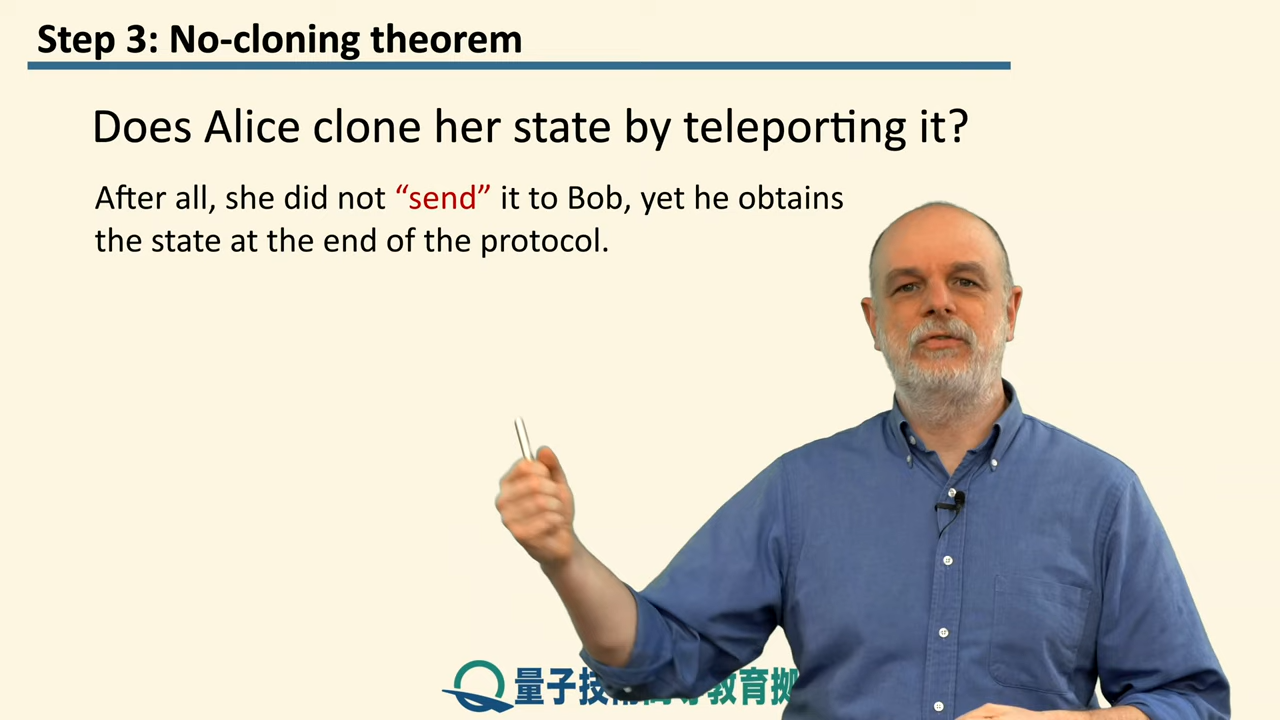 Step 3: No-cloning theorem
Does Alice clone her state by teleporting it?
After all, she did not “send” it to Bob, yet he obtains
the state at the end of the protocol.
量子技
教育拠